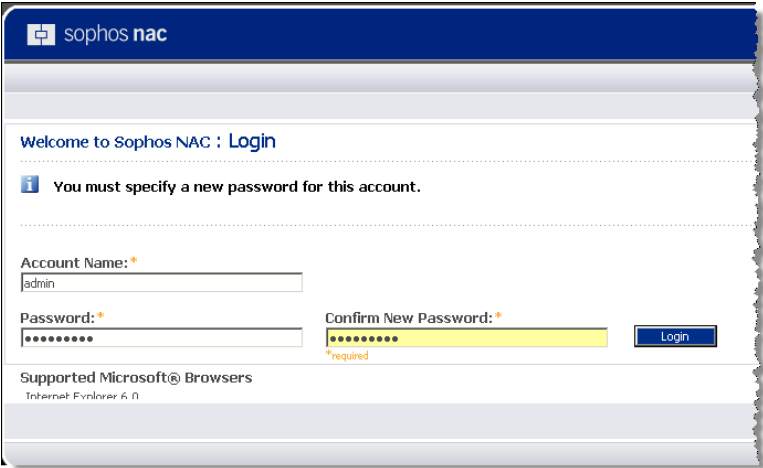 sophos nac
Welcome to Sophos NAC : Login
You must specify a new password for this account.
Account Name:*
admin
Password:* Confirm New Password:*
●●●●●●●●● ●●●●●●●●● Login
*required
Supported Microsoft® Browsers
Internet Explorer 6.0